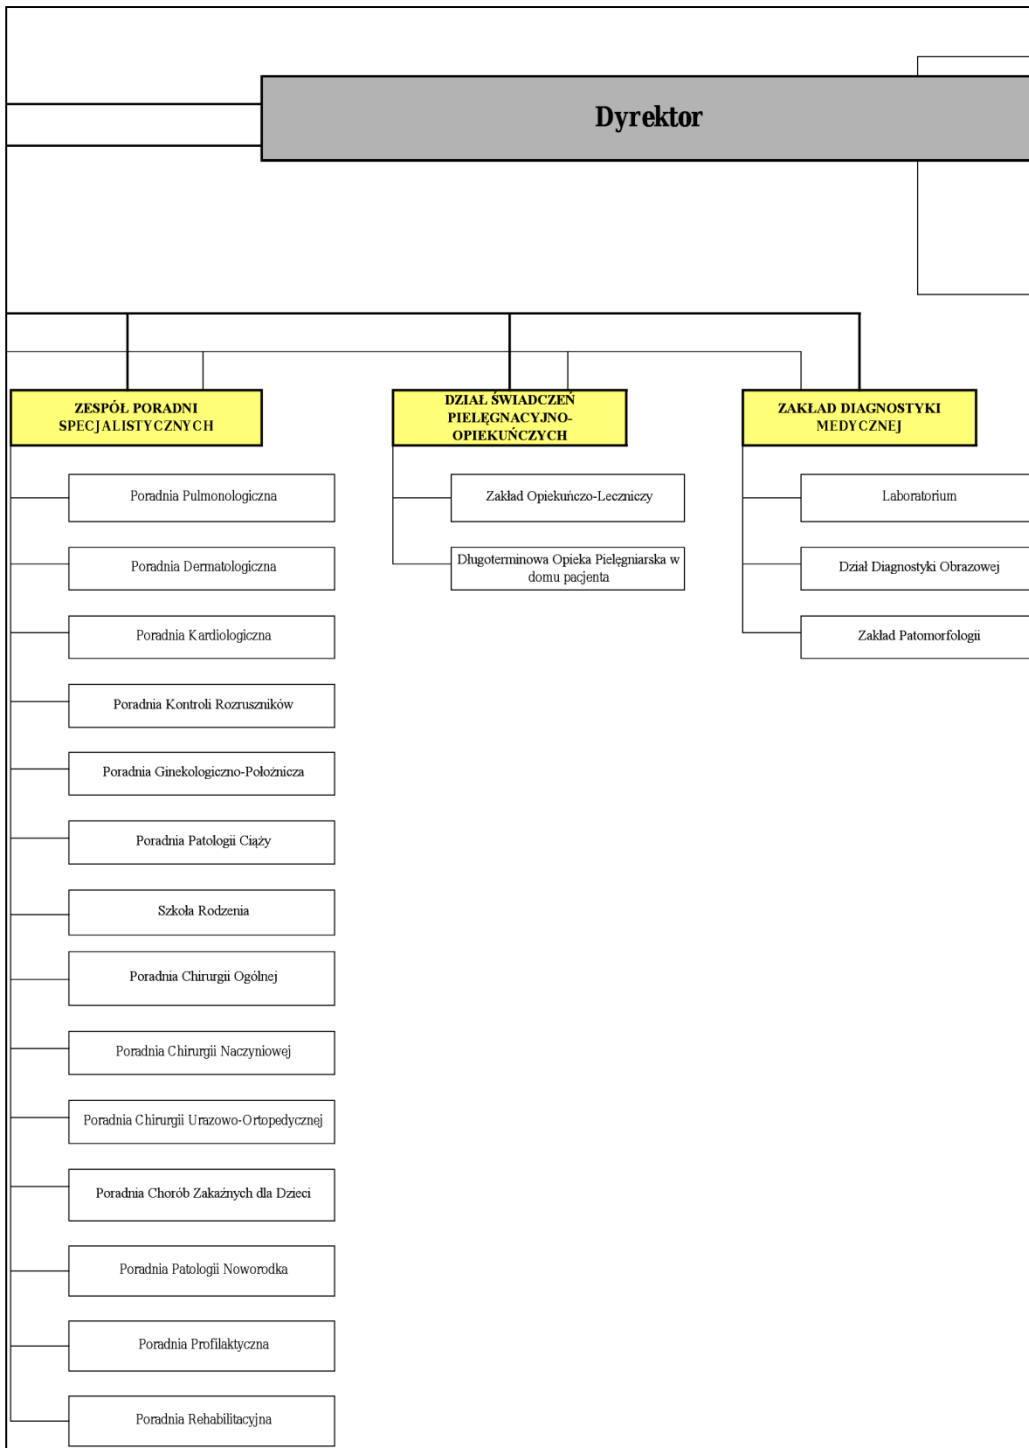 Dyrektor
ZESPÓŁ PORADNI
SPECJALISTYCZNYCH
DZIAŁ ŚWIADCZEŃ
PIELĘGNACYJNO-
OPIEKUŃCZYCH
ZAKŁAD DIAGNOSTYKI
MEDYCZNEJ
Poradnia Pulmonologiczna
Poradnia Dermatologiczna
Poradnia Kardiologiczna
Poradnia Kontroli Rozruszników
Poradnia Ginekologiczno-Położnicza
Poradnia Patologii Ciąży
Szkoła Rodzenia
Poradnia Chirurgii Ogólnej
Poradnia Chirurgii Naczyniowej
Poradnia Chirurgii Urazowo-Ortopedycznej
Poradnia Chorób Zakaźnych dla Dzieci
Poradnia Patologii Noworodka
Poradnia Profilaktyczna
Poradnia Rehabilitacyjna
Zakład Opiekuńczo-Leczniczy
Długoterminowa Opieka Pielęgniarska w
domu pacjenta
Laboratorium
Dział Diagnostyki Obrazowej
Zakład Patomorfologii